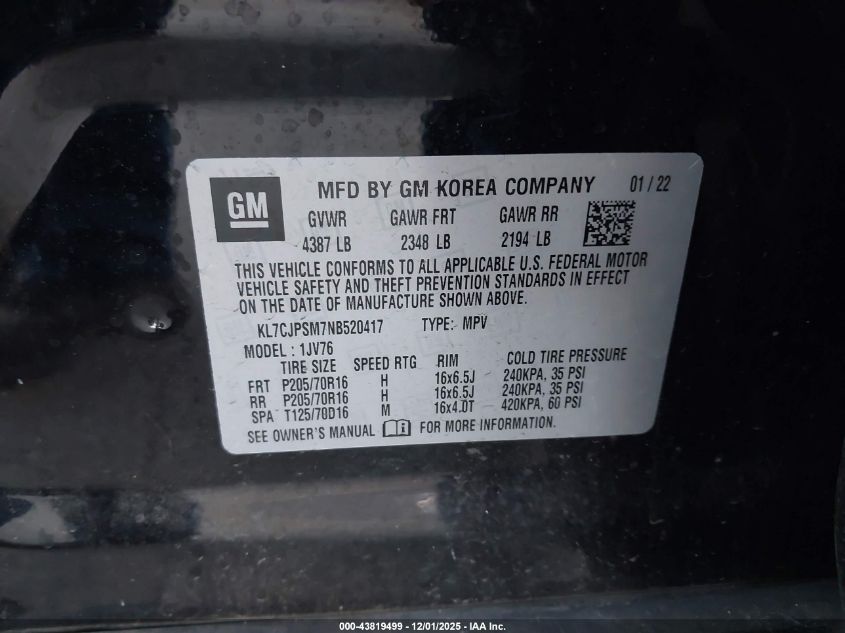 GM MFD BY GM KOREA COMPANY 01 / 22
GVWR GAWR FRT GAWR RR
4387 LB 2348 LB 2194 LB
THIS VEHICLE CONFORMS TO ALL APPLICABLE U.S. FEDERAL MOTOR
VEHICLE SAFETY AND THEFT PREVENTION STANDARDS IN EFFECT
ON THE DATE OF MANUFACTURE SHOWN ABOVE.
KL7CJPSM7NB520417 TYPE: MPV
MODEL : 1JV76
TIRE SIZE SPEED RTG RIM COLD TIRE PRESSURE
FRT P205/70R16 H 16x6.5J 240KPA, 35 PSI
RR P205/70R16 H 16x6.5J 240KPA, 35 PSI
SPA T125/70D16 M 16x4.0T 420KPA, 60 PSI
SEE OWNER'S MANUAL FOR MORE INFORMATION.
000-43819499 - 12/01/2025 - IAA Inc.